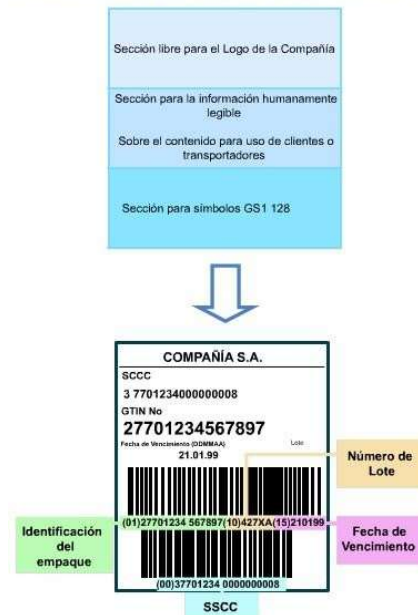 Sección libre para el Logo de la Compañía
Sección para la información humanamente
legible
Sobre el contenido para uso de clientes o
transportadores
Sección para símbolos GS1 128
COMPAÑÍA S.A.
SCCC
3 7701234000000008
GTIN No
27701234567897
Fecha de Vencimiento (DDMMAA)
Lote
21.01.99
Número de
Lote
(01)27701234 567897(10)427XA(15)210199
Identificación
del
empaque
Fecha de
Vencimiento
(00)37701234 0000000008
SSCC